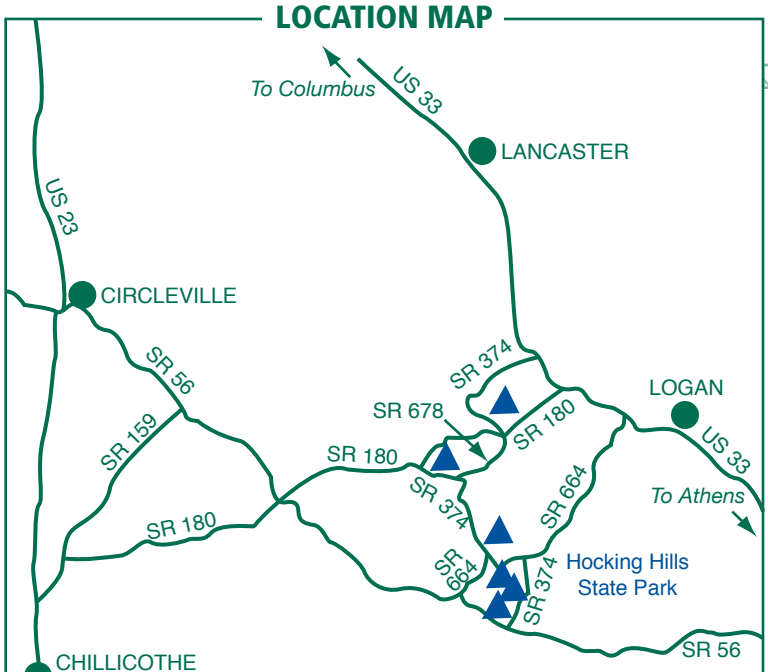 LOCATION MAP
To Columbus
US 33
LANCASTER
US 23
CIRCLEVILLE
SR 56
SR 374
LOGAN
SR 678
SR 180
SR 159
SR 180
US 33
SR 374
SR 664
To Athens
SR 180
SR
664
SR 374
Hocking Hills
State Park
SR 56
CHILLICOTHE